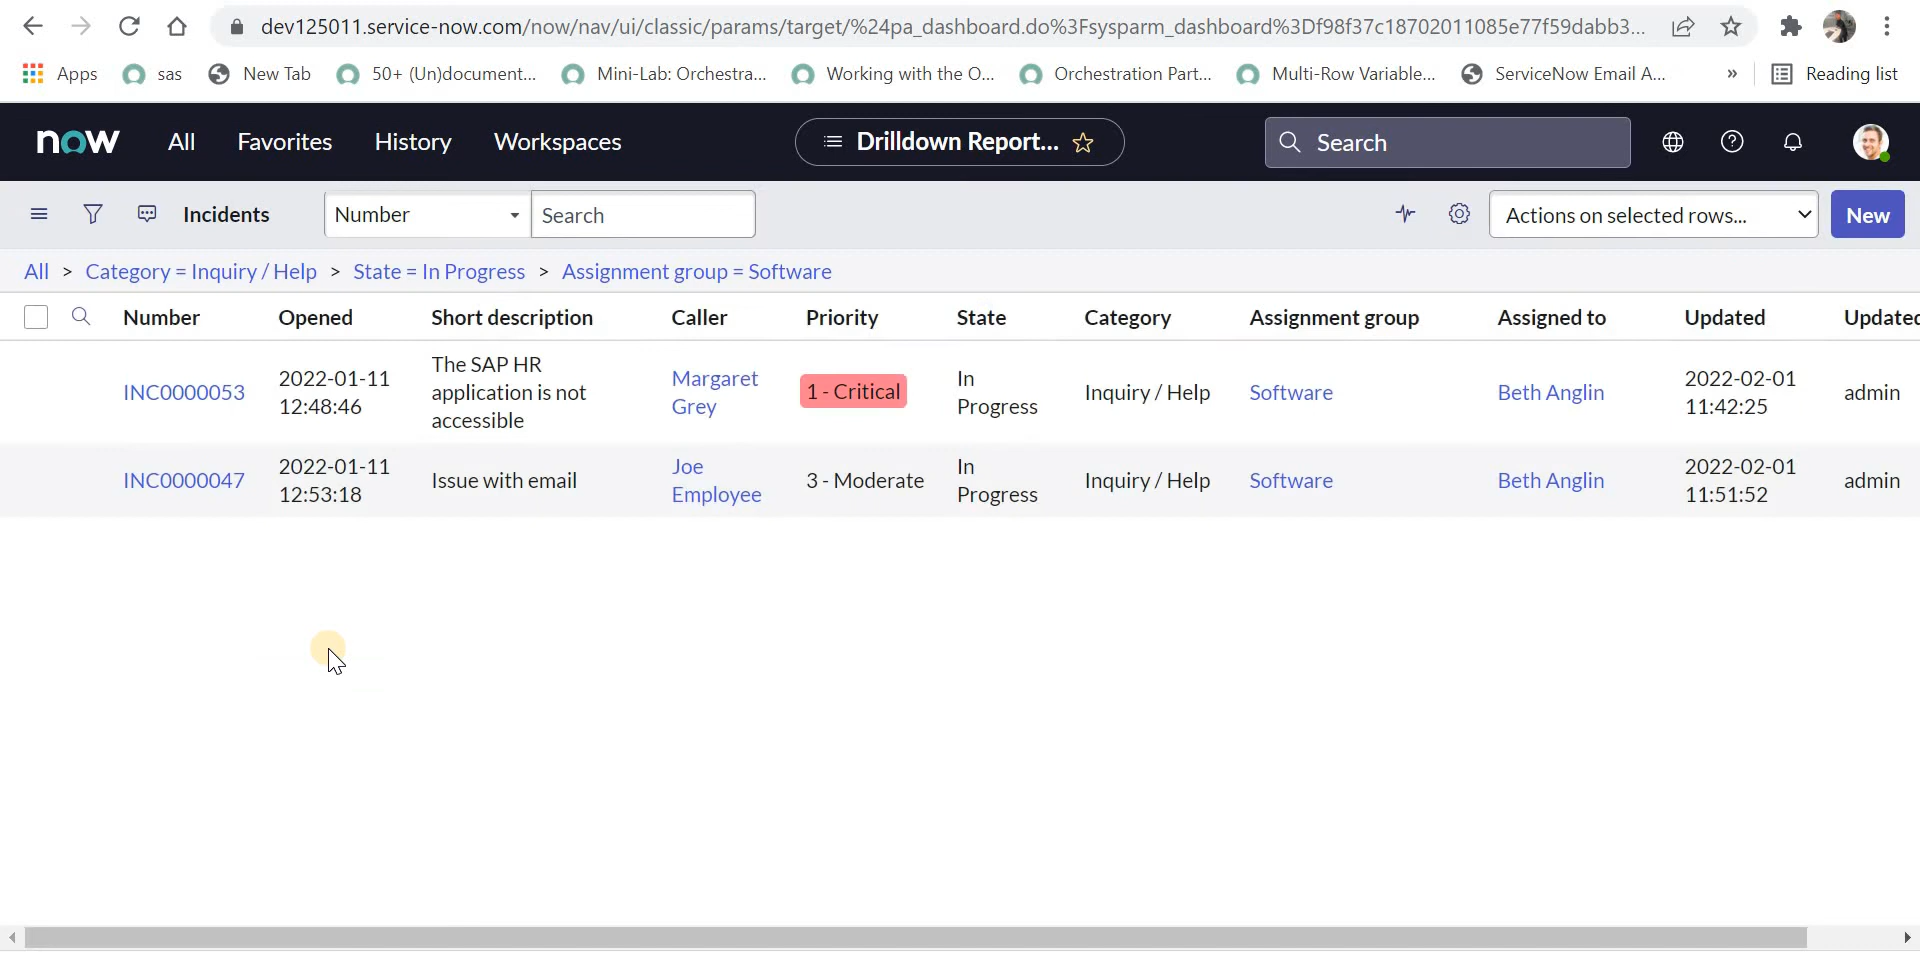 dev125011.service-now.com/now/nav/ui/classic/params/target/%24pa_dashboard.do%3Fsysparm_dashboard%3Df98f37c18702011085e77f59dabb3...
Apps sas New Tab 50+ (Un)document... Mini-Lab: Orchestra... Working with the O... Orchestration Part... Multi-Row Variable... ServiceNow Email A... » Reading list
now All Favorites History Workspaces Drilldown Report... Search
Incidents Number Search Actions on selected rows... New
All > Category = Inquiry / Help > State = In Progress > Assignment group = Software
Number Opened Short description Caller Priority State Category Assignment group Assigned to Updated Updated
INC0000053 2022-01-11 12:48:46 The SAP HR application is not accessible Margaret Grey 1 - Critical In Progress Inquiry / Help Software Beth Anglin 2022-02-01 11:42:25 admin
INC0000047 2022-01-11 12:53:18 Issue with email Joe Employee 3 - Moderate In Progress Inquiry / Help Software Beth Anglin 2022-02-01 11:51:52 admin